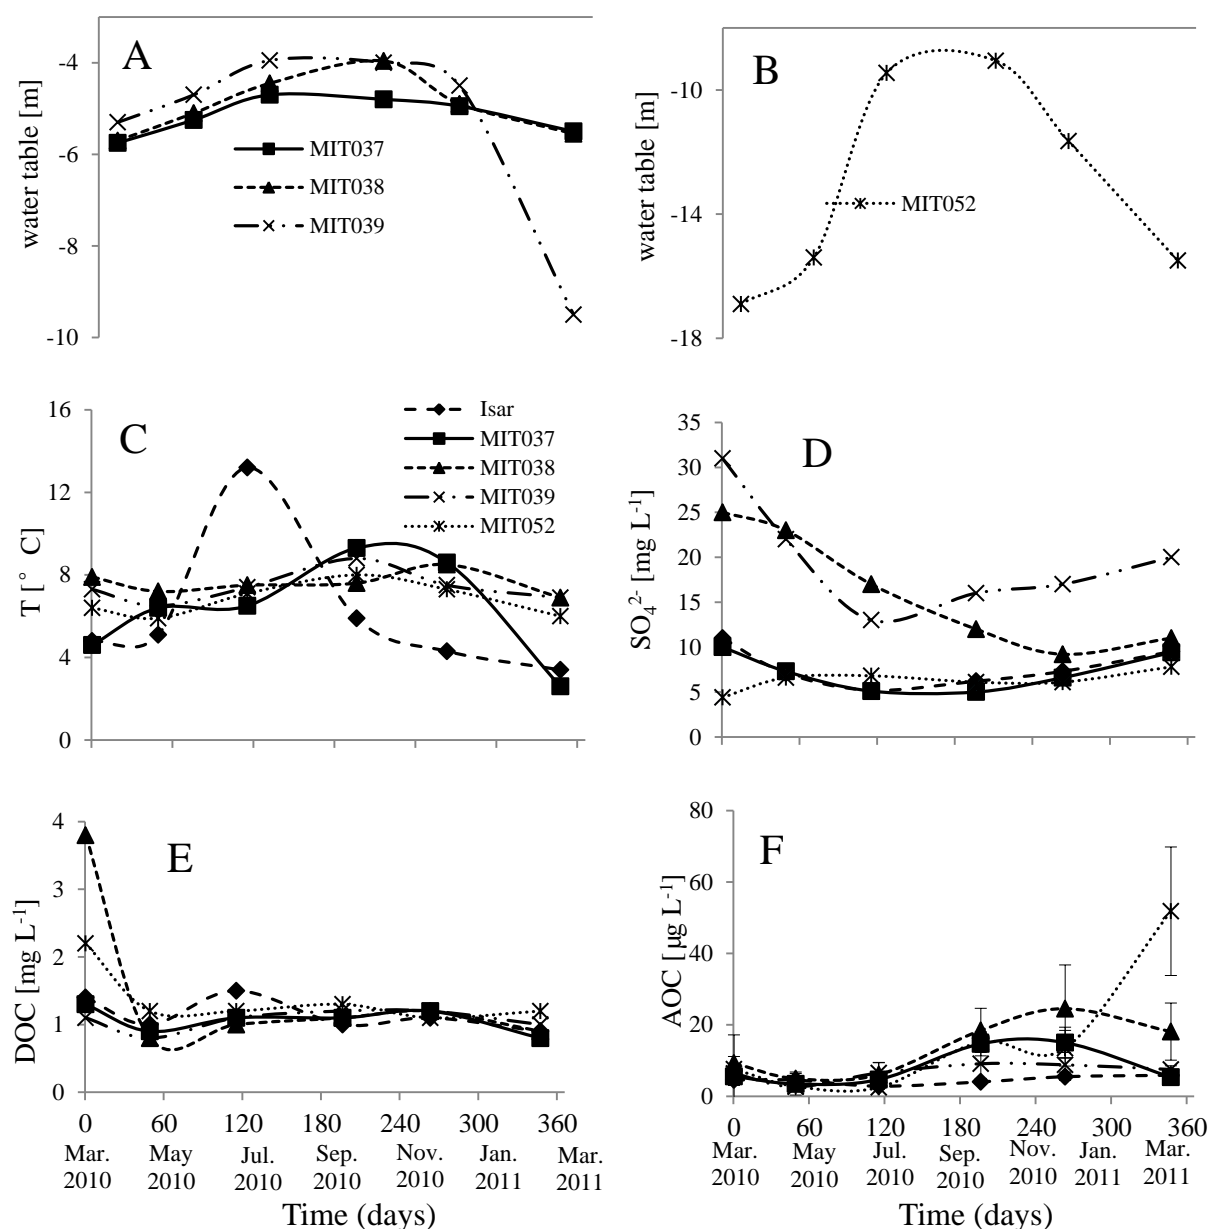 A
water table [m]
-4
-6
-8
-10
MIT037
MIT038
MIT039
B
water table [m]
-10
-14
-18
MIT052
C
T [° C]
16
12
8
4
0
Isar
MIT037
MIT038
MIT039
MIT052
D
SO₄²⁻ [mg L⁻¹]
35
30
25
20
15
10
5
0
E
DOC [mg L⁻¹]
4
3
2
1
0
0 60 120 180 240 300 360
Mar. May Jul. Sep. Nov. Jan. Mar.
2010 2010 2010 2010 2010 2011 2011
Time (days)
F
AOC [µg L⁻¹]
80
60
40
20
0
0 60 120 180 240 300 360
Mar. May Jul. Sep. Nov. Jan. Mar.
2010 2010 2010 2010 2010 2011 2011
Time (days)